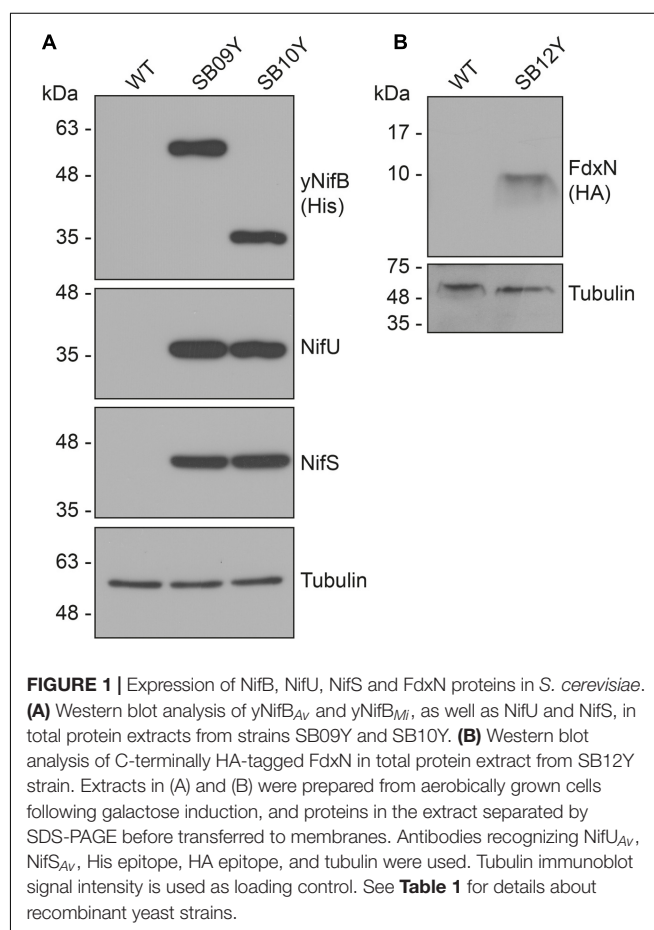 A
WT
SB09Y
SB10Y
kDa
63 -
48 -
35 -
yNifB
(His)
48 -
35 -
NifU
48 -
35 -
NifS
63 -
48 -
Tubulin
B
WT
SB12Y
kDa
17 -
10 -
FdxN
(HA)
75 -
48 -
35 -
Tubulin
FIGURE 1 | Expression of NifB, NifU, NifS and FdxN proteins in S. cerevisiae.
(A) Western blot analysis of yNifBAv and yNifBMi, as well as NifU and NifS, in
total protein extracts from strains SB09Y and SB10Y. (B) Western blot
analysis of C-terminally HA-tagged FdxN in total protein extract from SB12Y
strain. Extracts in (A) and (B) were prepared from aerobically grown cells
following galactose induction, and proteins in the extract separated by
SDS-PAGE before transferred to membranes. Antibodies recognizing NifUAv,
NifSAv, His epitope, HA epitope, and tubulin were used. Tubulin immunoblot
signal intensity is used as loading control. See Table 1 for details about
recombinant yeast strains.